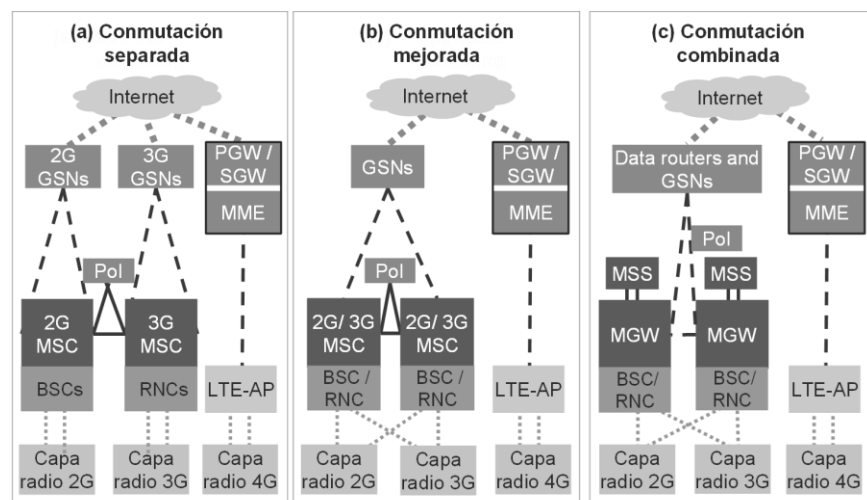 (a) Conmutación
separada
Internet
2G
GSNs
3G
GSNs
PGW /
SGW
MME
PoI
2G
MSC
3G
MSC
BSCs
RNCs
LTE-AP
Capa
radio 2G
Capa
radio 3G
Capa
radio 4G
(b) Conmutación
mejorada
Internet
GSNs
PGW /
SGW
MME
PoI
2G/ 3G
MSC
2G/ 3G
MSC
BSC /
RNC
BSC /
RNC
LTE-AP
Capa
radio 2G
Capa
radio 3G
Capa
radio 4G
(c) Conmutación
combinada
Internet
Data routers and
GSNs
PGW /
SGW
MME
PoI
MSS
MSS
MGW
MGW
BSC/
RNC
BSC/
RNC
LTE-AP
Capa
radio 2G
Capa
radio 3G
Capa
radio 4G